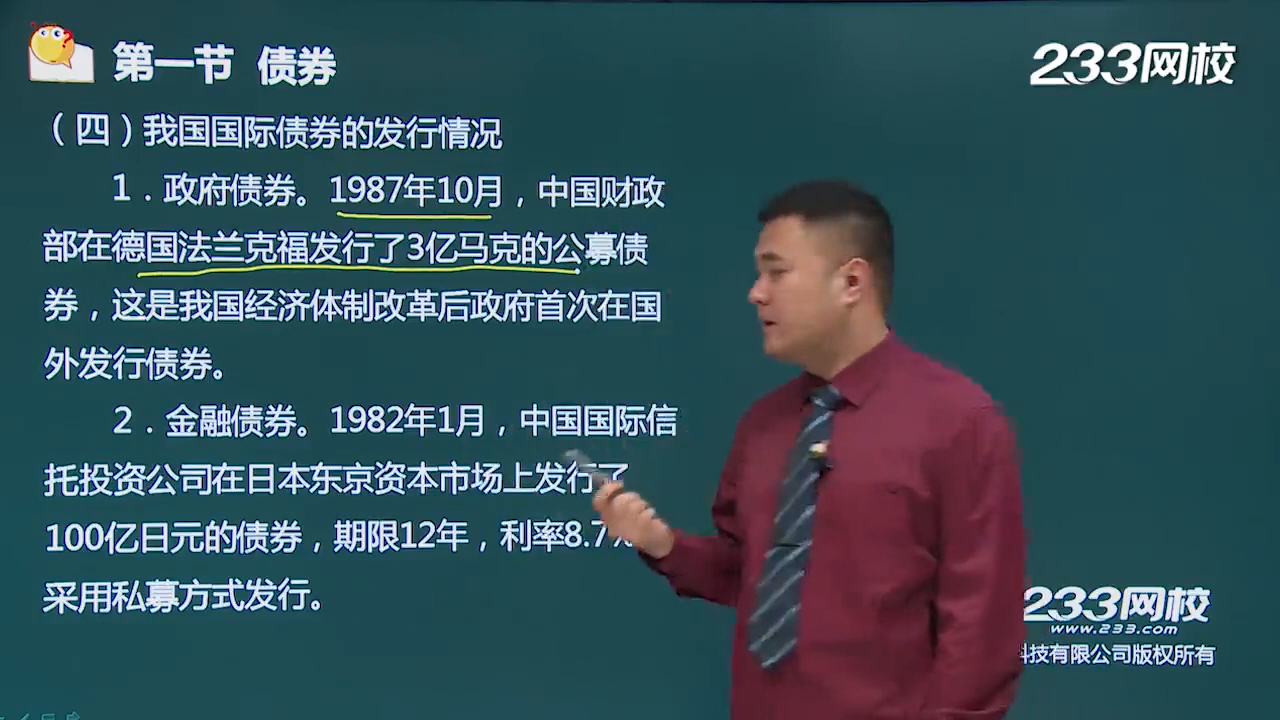 第一节 债券
233网校
（四）我国国际债券的发行情况
1．政府债券。1987年10月，中国财政
部在德国法兰克福发行了3亿马克的公募债
券，这是我国经济体制改革后政府首次在国
外发行债券。
2．金融债券。1982年1月，中国国际信
托投资公司在日本东京资本市场上发行了
100亿日元的债券，期限12年，利率8.7%
采用私募方式发行。
233网校
www.233.com
科技有限公司版权所有